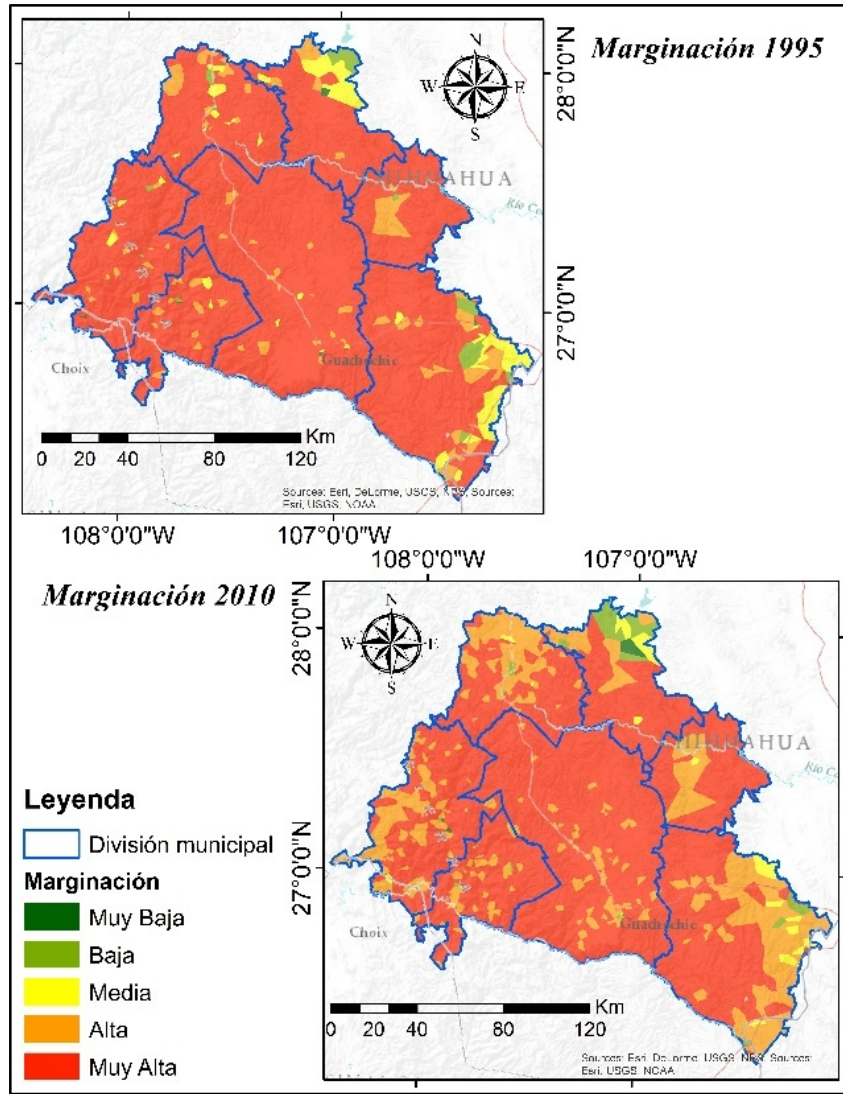 Marginación 1995
N
W E
S
28°0'0"N
CHIHUAHUA
27°0'0"N
Guachochic
Choix
Km
0 20 40 80 120
Sources: Esri, DeLorme, USGS, NPS, Sources:
Esri, USGS, NOAA
108°0'0"W 107°0'0"W
108°0'0"W 107°0'0"W
Marginación 2010
N
W E
S
28°0'0"N
CHIHUAHUA
27°0'0"N
Guachochic
Choix
Km
0 20 40 80 120
Sources: Esri, DeLorme, USGS, NPS, Sources:
Esri, USGS, NOAA
Leyenda
División municipal
Marginación
Muy Baja
Baja
Media
Alta
Muy Alta